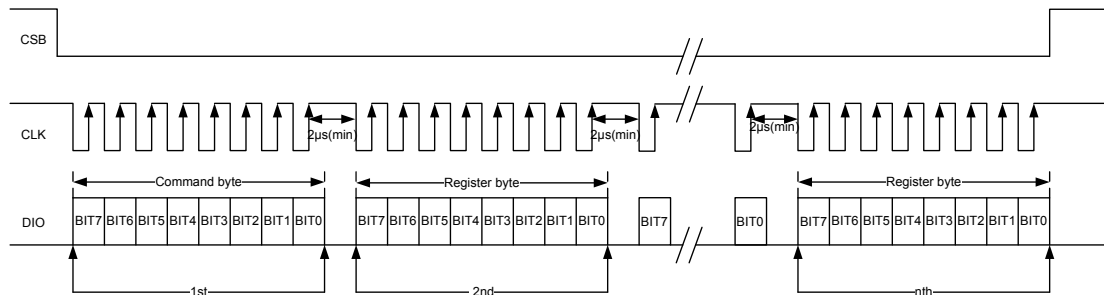 CSB
CLK
2µs(min) 2µs(min) 2µs(min)
Command byte Register byte Register byte
DIO
BIT7 BIT6 BIT5 BIT4 BIT3 BIT2 BIT1 BIT0 BIT7 BIT6 BIT5 BIT4 BIT3 BIT2 BIT1 BIT0 BIT7 BIT0 BIT7 BIT6 BIT5 BIT4 BIT3 BIT2 BIT1 BIT0
1st 2nd nth